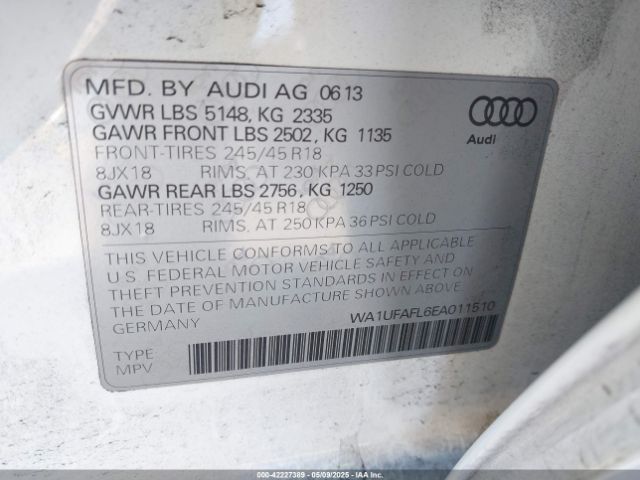 MFD. BY AUDI AG 0613
GVWR LBS 5148, KG 2335
GAWR FRONT LBS 2502, KG 1135
FRONT-TIRES 245/45 R18
8JX18 RIMS, AT 230 KPA 33 PSI COLD
GAWR REAR LBS 2756, KG 1250
REAR-TIRES 245/45 R18
8JX18 RIMS, AT 250 KPA 36 PSI COLD
Audi
THIS VEHICLE CONFORMS TO ALL APPLICABLE
U.S. FEDERAL MOTOR VEHICLE SAFETY AND
THEFT PREVENTION STANDARDS IN EFFECT ON
THE DATE OF MANUFACTURE SHOWN ABOVE.
WA1UFAFL6EA011510
TYPE
MPV
000-42227389 - 05/09/2025 - IAA, Inc.